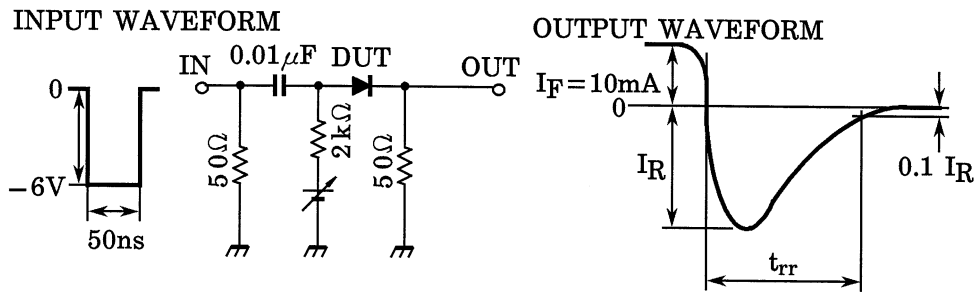 INPUT WAVEFORM
0
−6V
50ns
IN
0.01μF
DUT
OUT
50Ω
2kΩ
50Ω
OUTPUT WAVEFORM
IF=10mA
0
IR
0.1 IR
trr